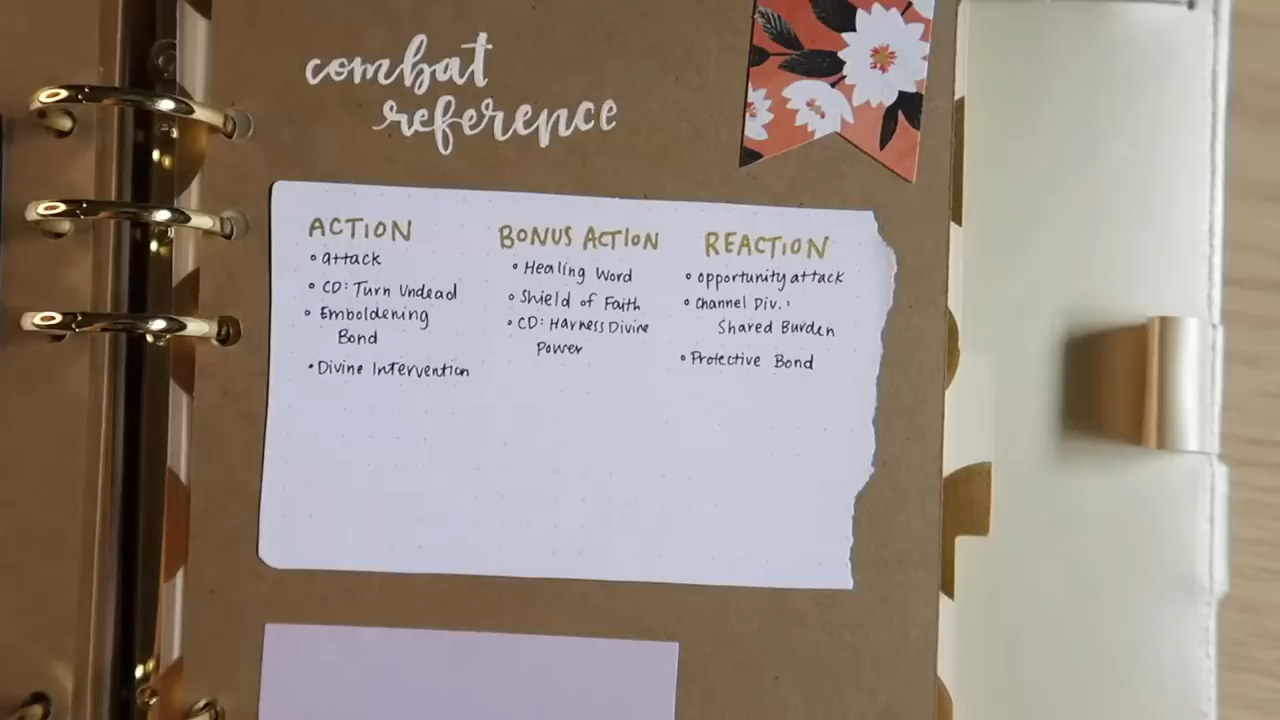 combat
reference
ACTION
• attack
• CD: Turn Undead
• Emboldening
Bond
• Divine Intervention
BONUS ACTION
• Healing Word
• Shield of Faith
• CD: Harness Divine
Power
REACTION
• opportunity attack
• Channel Div.:
Shared Burden
• Protective Bond